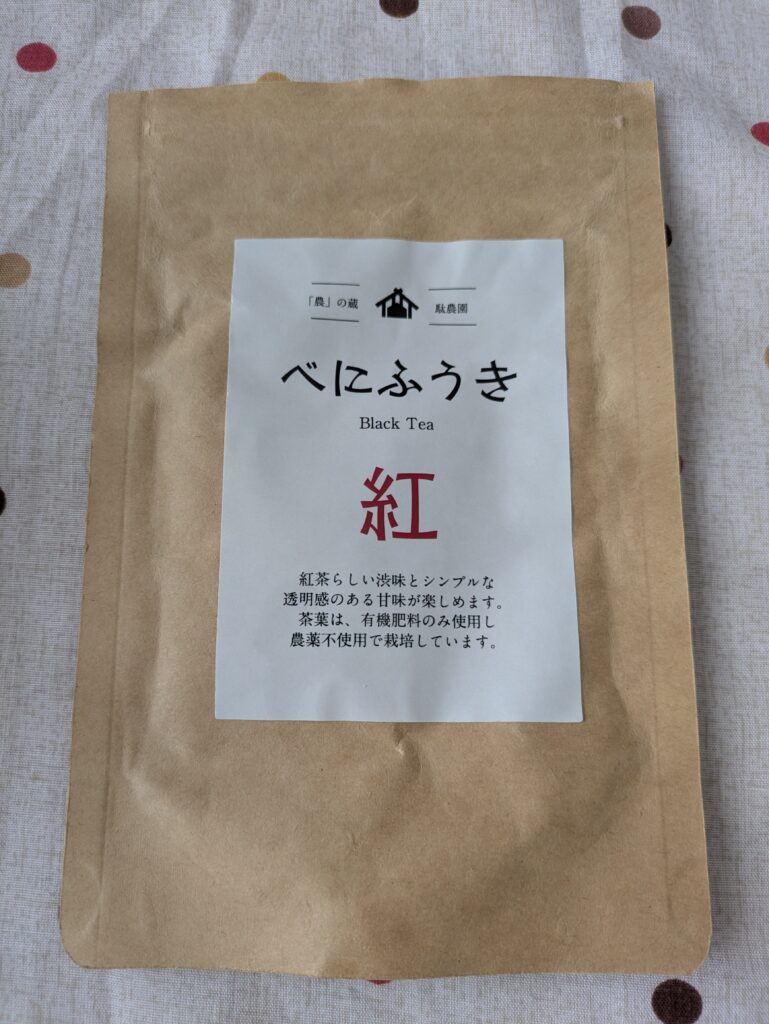 「農」の蔵
駄農園
べにふうき
Black Tea
紅
紅茶らしい渋味とシンプルな
透明感のある甘味が楽しめます。
茶葉は、有機肥料のみ使用し
農薬不使用で栽培しています。